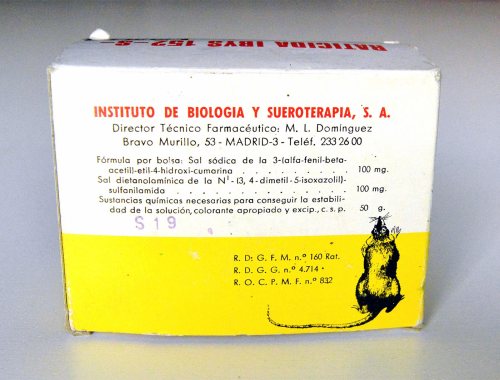 RATICIDA IBYS 152-S
INSTITUTO DE BIOLOGIA Y SUEROTERAPIA, S. A.
Director Técnico Farmacéutico: M. L. Domínguez
Bravo Murillo, 53 - MADRID-3 - Teléf. 233 26 00
Fórmula por bolsa: Sal sódica de la 3-(alfa-fenil-beta-
acetil)-etil-4-hidroxi-cumarina . . . . . . . . 100 mg.
Sal dietanolamínica de la N¹-(3, 4-dimetil-5-isoxazolil)-
sulfanilamida . . . . . . . . . . . . 100 mg.
Sustancias químicas necesarias para conseguir la estabili-
dad de la solución, colorante apropiado y excip., c. s. p. 50 g.
S 19
R. D. G. F. M. n.º 160 Rat.
R. D. G. G. n.º 4.714
R. O. C. P. M. F. n.º 832